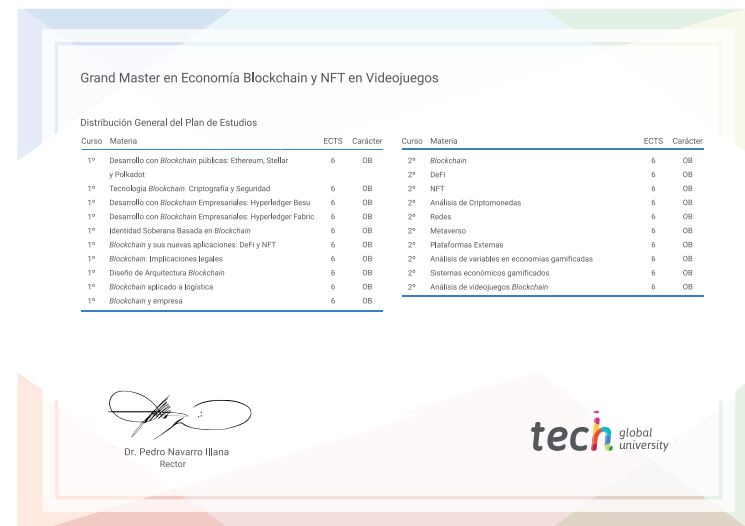 Grand Master en Economía Blockchain y NFT en Videojuegos
Distribución General del Plan de Estudios
Curso Materia ECTS Carácter
1º Desarrollo con Blockchain públicas: Ethereum, Stellar 6 OB
y Polkadot
1º Tecnología Blockchain. Criptografía y Seguridad 6 OB
1º Desarrollo con Blockchain Empresariales: Hyperledger Besu 6 OB
1º Desarrollo con Blockchain Empresariales: Hyperledger Fabric 6 OB
1º Identidad Soberana Basada en Blockchain 6 OB
1º Blockchain y sus nuevas aplicaciones: DeFi y NFT 6 OB
1º Blockchain. Implicaciones legales 6 OB
1º Diseño de Arquitectura Blockchain 6 OB
1º Blockchain aplicado a logística 6 OB
1º Blockchain y empresa 6 OB
Curso Materia ECTS Carácter
2º Blockchain 6 OB
2º DeFi 6 OB
2º NFT 6 OB
2º Análisis de Criptomonedas 6 OB
2º Redes 6 OB
2º Metaverso 6 OB
2º Plataformas Externas 6 OB
2º Análisis de variables en economías gamificadas 6 OB
2º Sistemas económicos gamificados 6 OB
2º Análisis de videojuegos Blockchain 6 OB
Dr. Pedro Navarro Illana
Rector
tech global
university